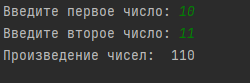 Введите первое число: 10
Введите второе число: 11
Произведение чисел:  110